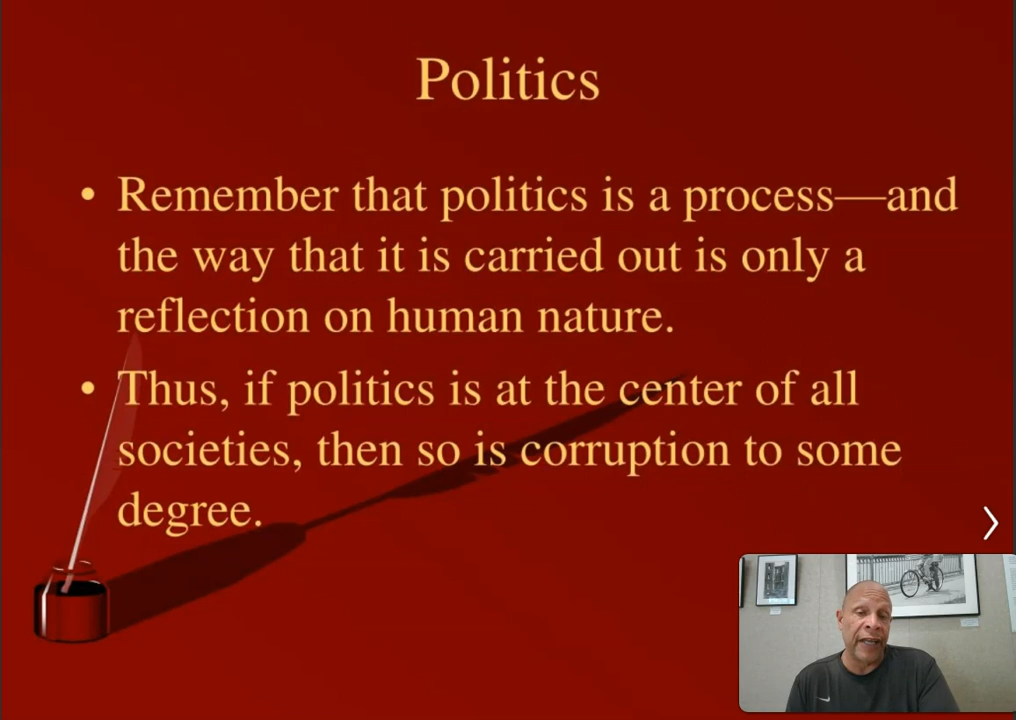 Politics
• Remember that politics is a process—and
the way that it is carried out is only a
reflection on human nature.
• Thus, if politics is at the center of all
societies, then so is corruption to some
degree.